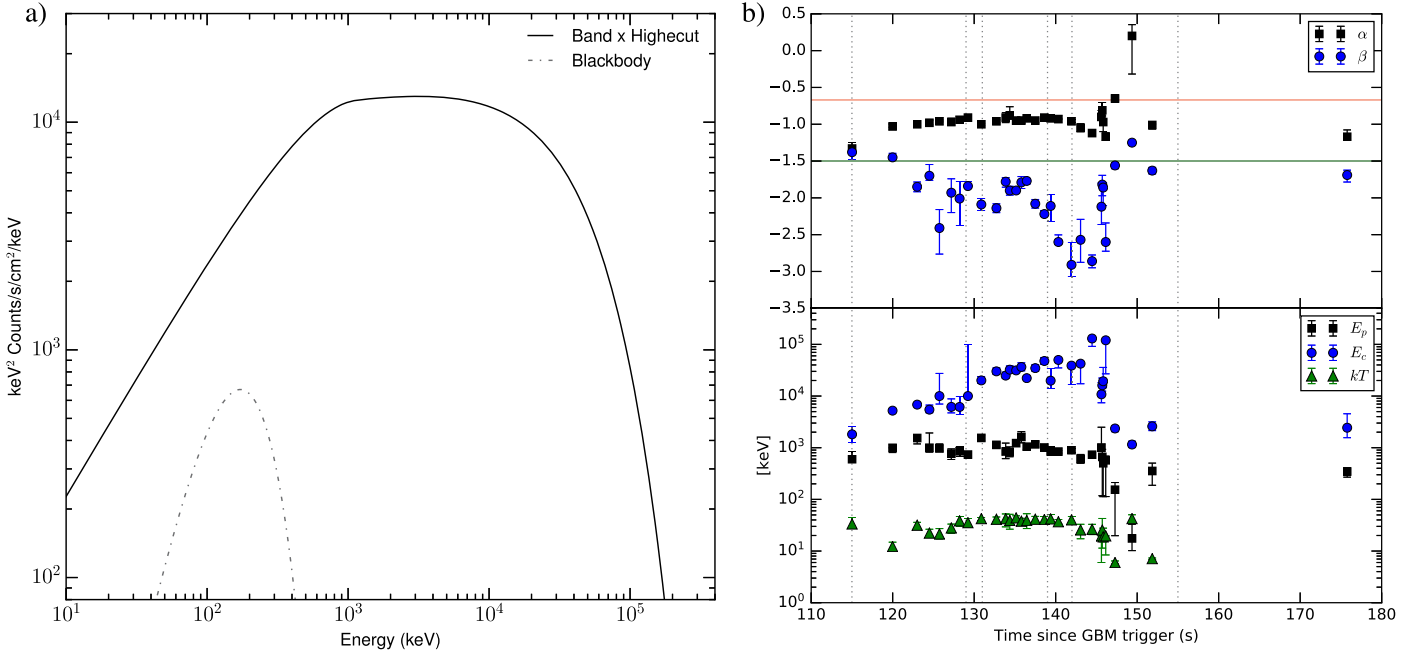 a)
Band x Highecut
Blackbody
keV² Counts/s/cm²/keV
10⁴
10³
10²
10¹ 10² 10³ 10⁴ 10⁵
Energy (keV)
b)
α
β
0.5
0.0
−0.5
−1.0
−1.5
−2.0
−2.5
−3.0
−3.5
E_p
E_c
kT
[keV]
10⁵
10⁴
10³
10²
10¹
10⁰
110 120 130 140 150 160 170 180
Time since GBM trigger (s)